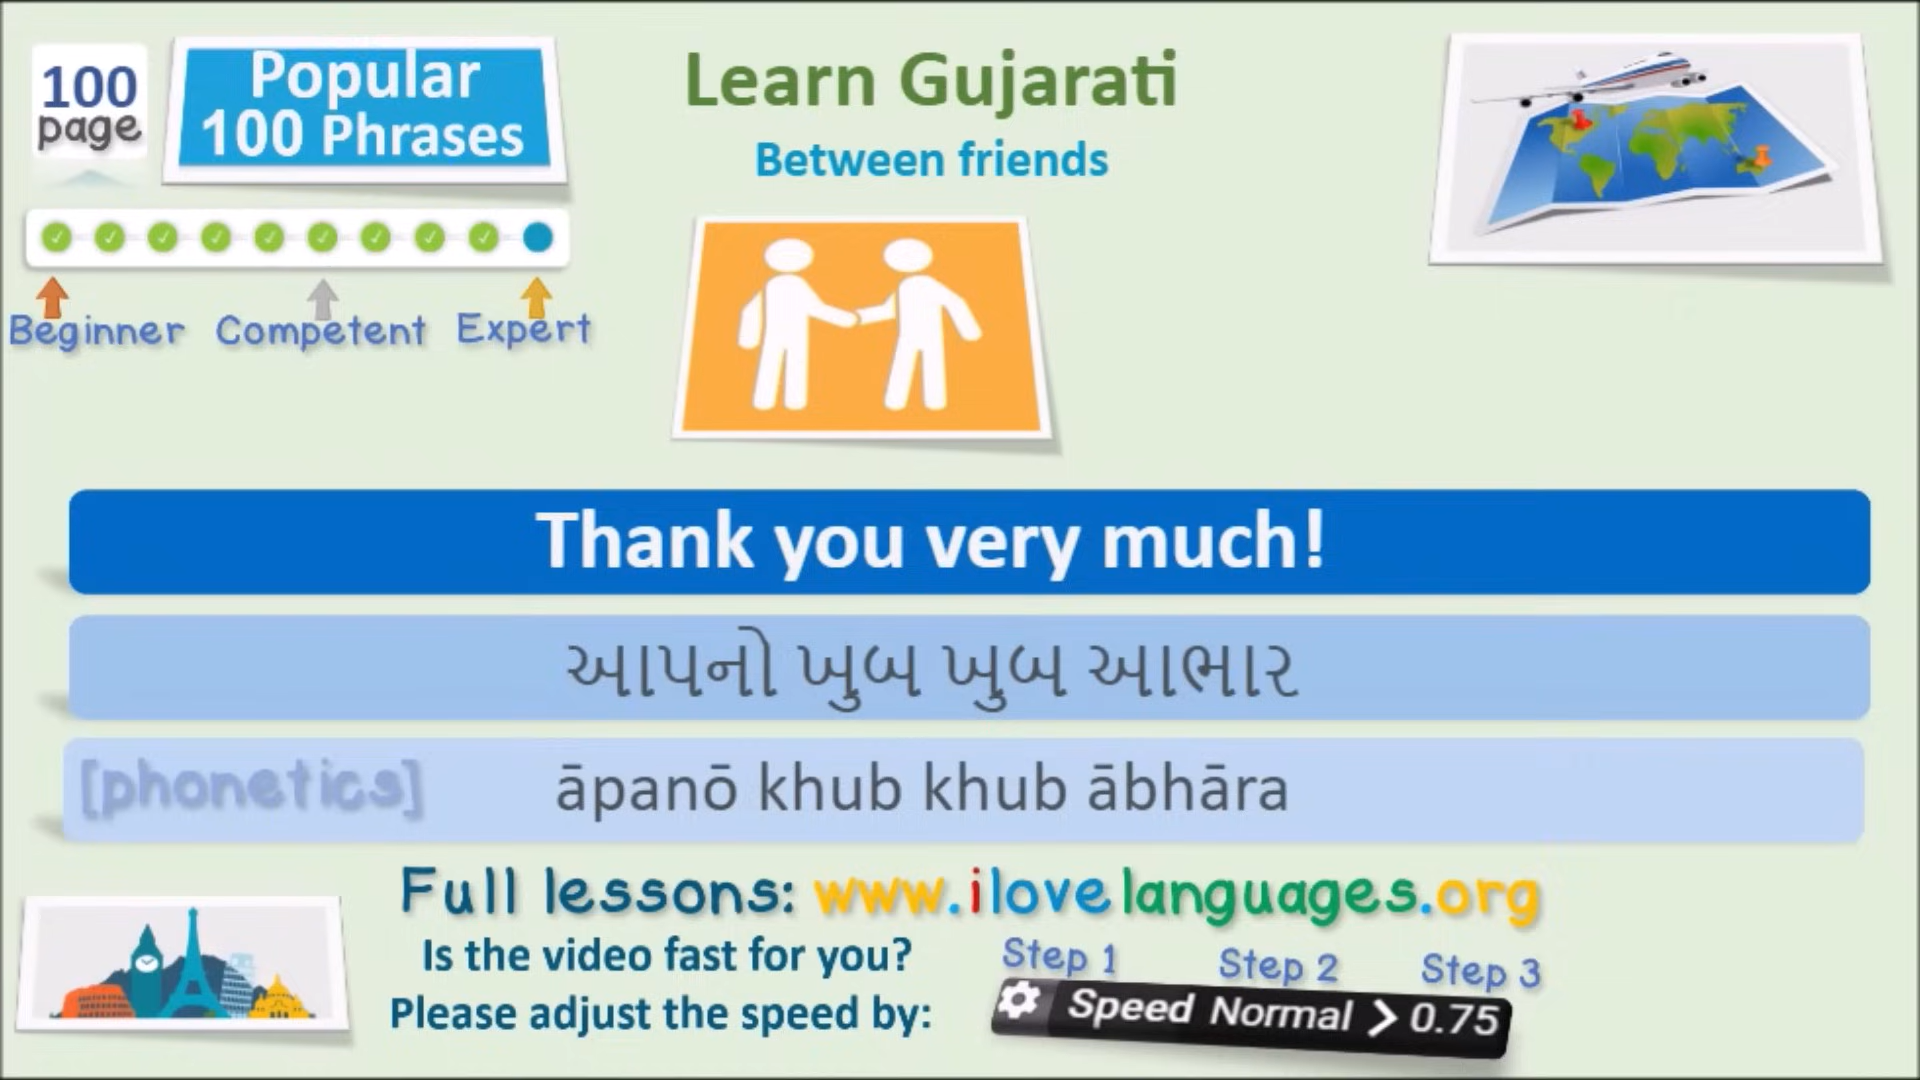 100
page
Popular
100 Phrases
Learn Gujarati
Between friends
Beginner
Competent
Expert
Thank you very much!
આપનો ખુબ ખુબ આભાર
[phonetics]
āpanō khub khub ābhāra
Full lessons: www.ilovelanguages.org
Is the video fast for you?
Please adjust the speed by:
Step 1
Step 2
Step 3
Speed Normal > 0.75